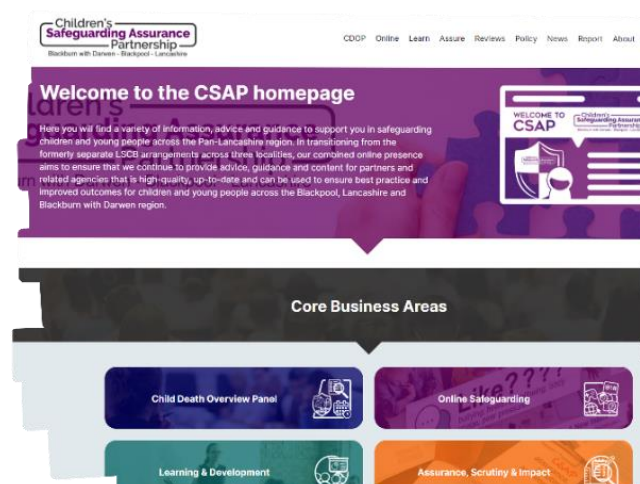 Children's
Safeguarding Assurance
Partnership
Blackburn with Darwen - Blackpool - Lancashire
CDOP Online Learn Assure Reviews Policy News Report About
Welcome to the CSAP homepage
Here you will find a variety of information, advice and guidance to support you in safeguarding
children and young people across the Pan-Lancashire region. In transitioning from the
formerly separate LSCB arrangements across three localities, our combined online presence
aims to ensure that we continue to provide advice, guidance and content for partners and
related agencies that is high-quality, up-to-date and can be used to ensure best practice and
improved outcomes for children and young people across the Blackpool, Lancashire and
Blackburn with Darwen region.
WELCOME TO
CSAP
Children's
Safeguarding Assurance
Partnership
Core Business Areas
Child Death Overview Panel
Online Safeguarding
Like????
Learning & Development
Assurance, Scrutiny & Impact